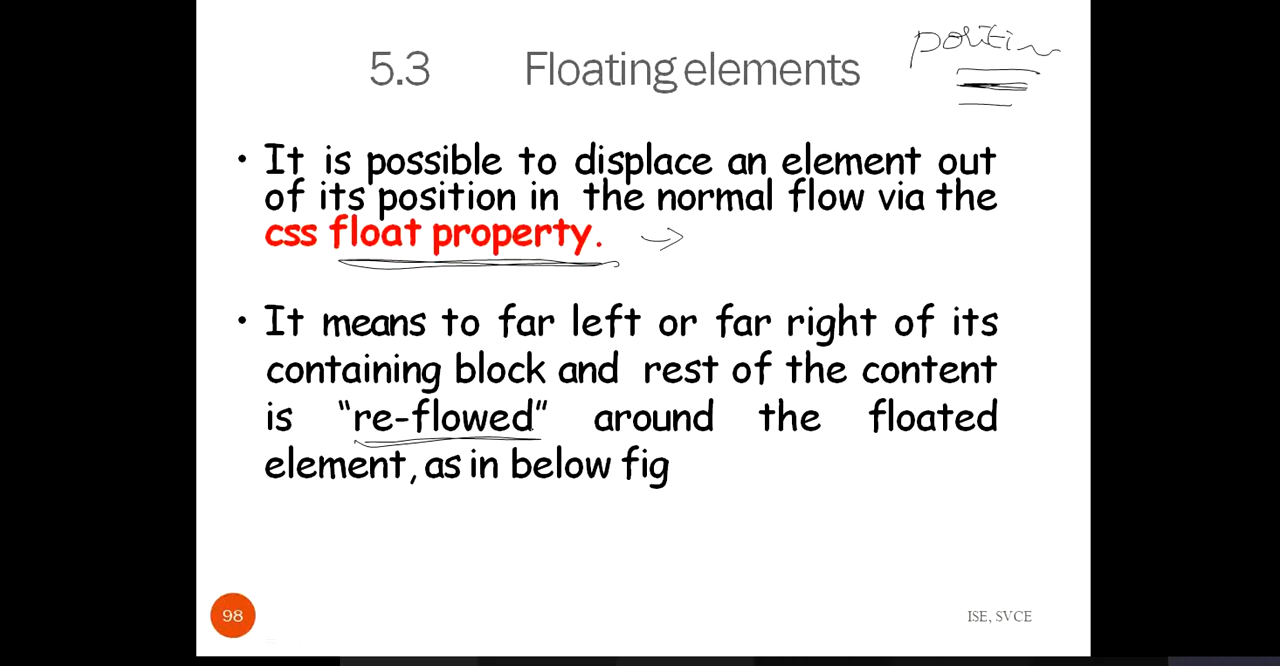 5.3 Floating elements
• It is possible to displace an element out
of its position in the normal flow via the
css float property.
• It means to far left or far right of its
containing block and rest of the content
is “re-flowed” around the floated
element, as in below fig
98
ISE, SVCE